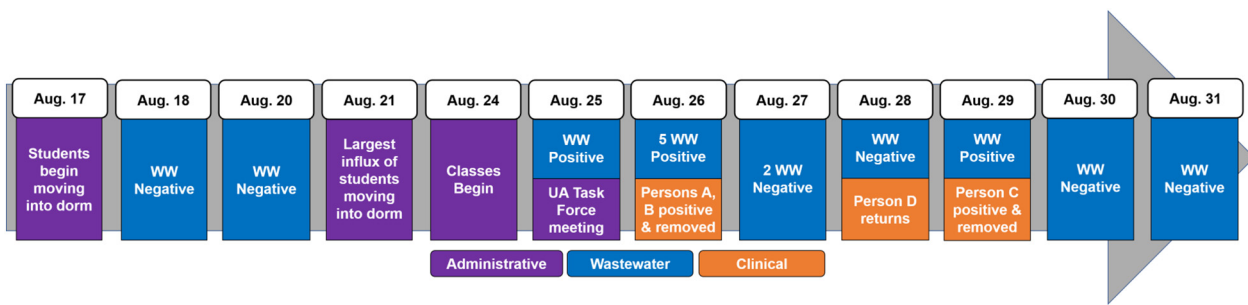 Aug. 17
Students
begin
moving
into dorm
Aug. 18
WW
Negative
Aug. 20
WW
Negative
Aug. 21
Largest
influx of
students
moving
into dorm
Aug. 24
Classes
Begin
Aug. 25
WW
Positive
UA Task
Force
meeting
Aug. 26
5 WW
Positive
Persons A,
B positive
& removed
Aug. 27
2 WW
Negative
Aug. 28
WW
Negative
Person D
returns
Aug. 29
WW
Positive
Person C
positive &
removed
Aug. 30
WW
Negative
Aug. 31
WW
Negative
Administrative
Wastewater
Clinical